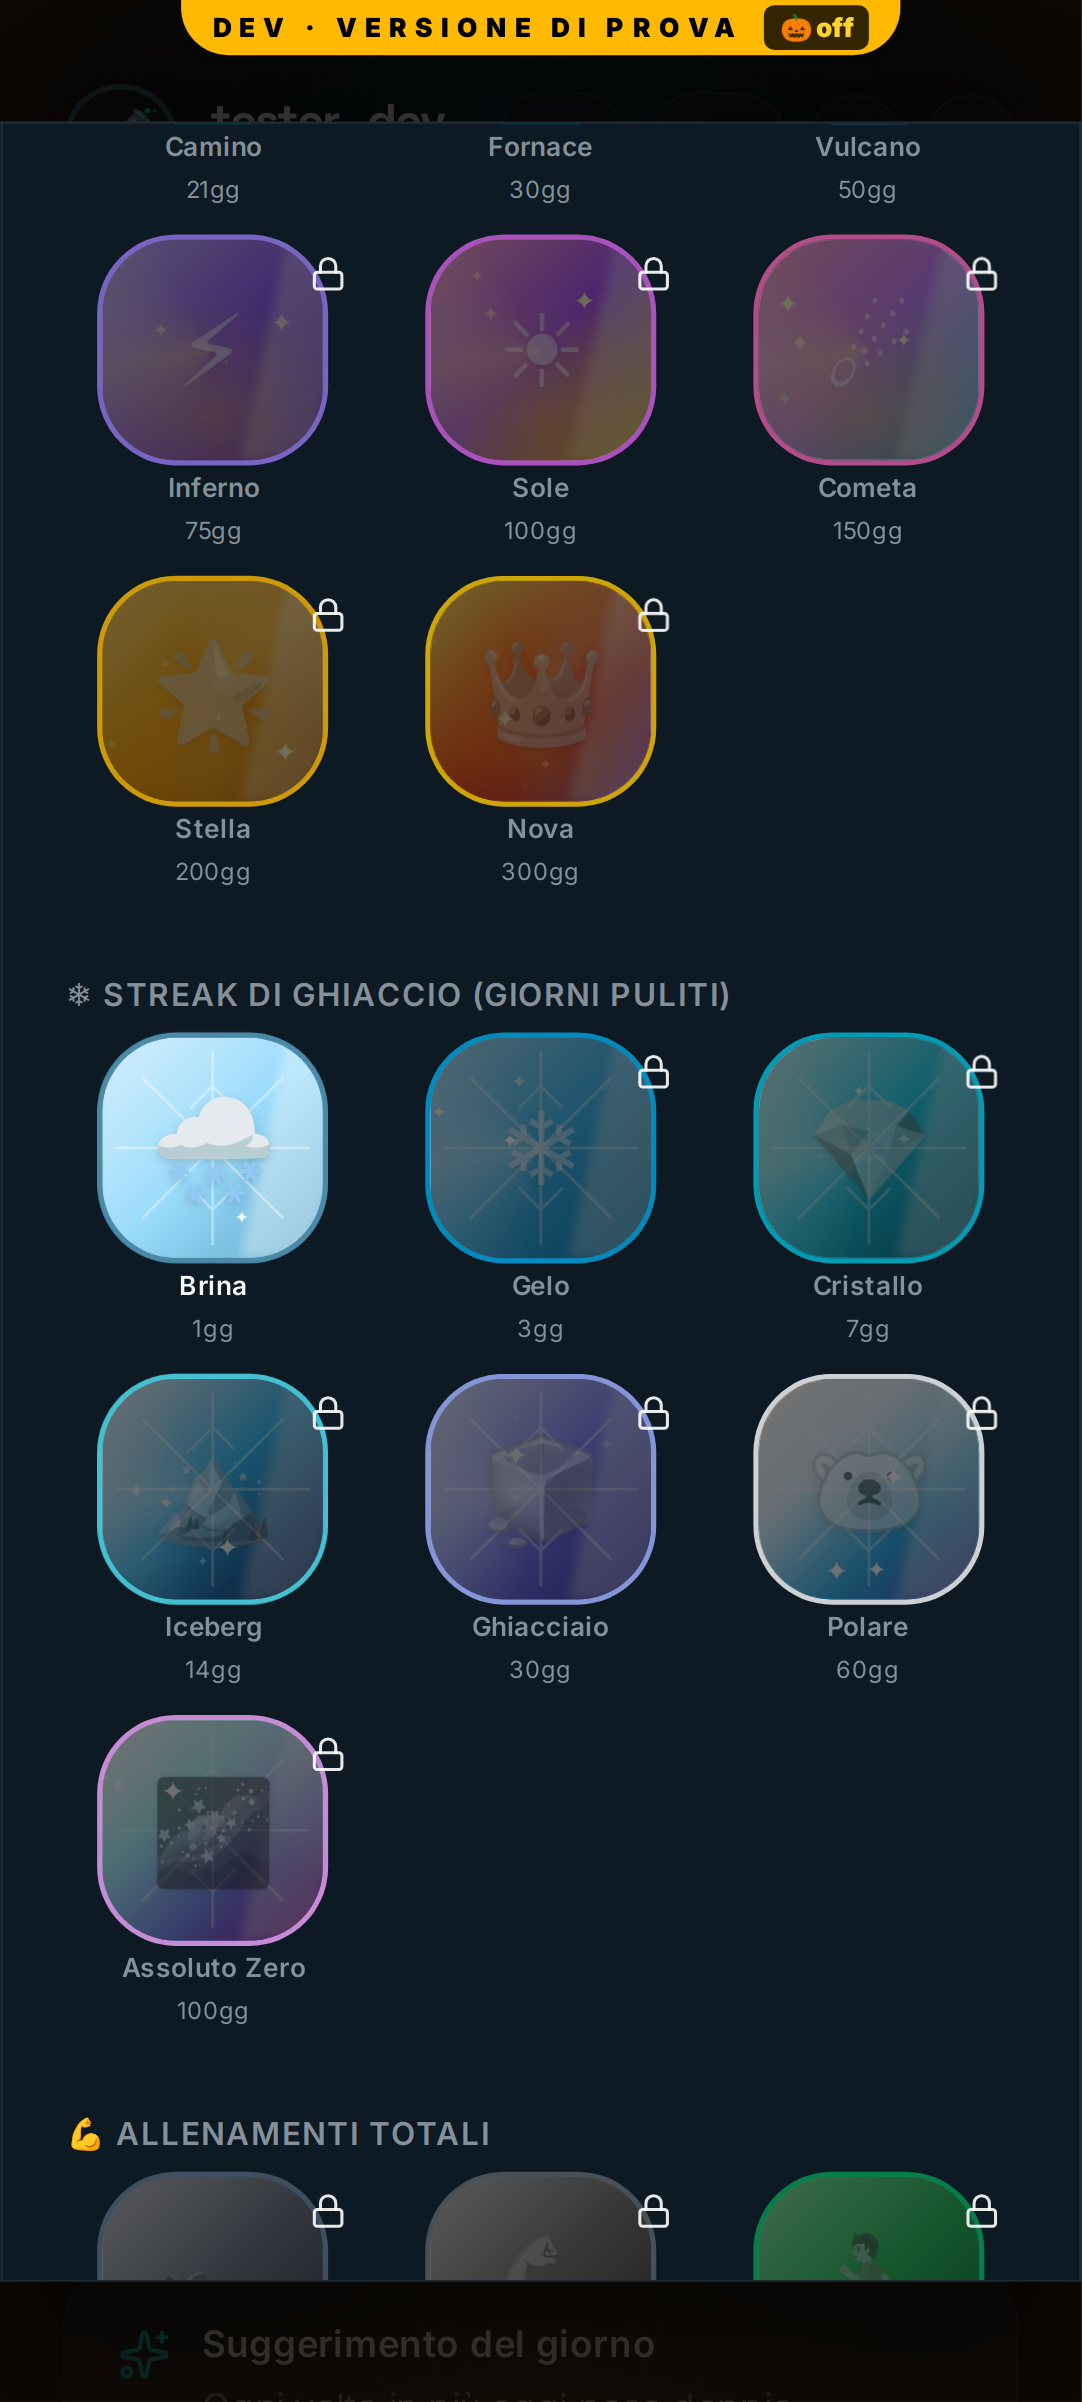 DEV · VERSIONE DI PROVA 🎃 off
tester_dev
Camino Fornace Vulcano
21gg 30gg 50gg
Inferno Sole Cometa
75gg 100gg 150gg
Stella Nova
200gg 300gg
❄ STREAK DI GHIACCIO (GIORNI PULITI)
Brina Gelo Cristallo
1gg 3gg 7gg
Iceberg Ghiacciaio Polare
14gg 30gg 60gg
Assoluto Zero
100gg
💪 ALLENAMENTI TOTALI
Suggerimento del giorno